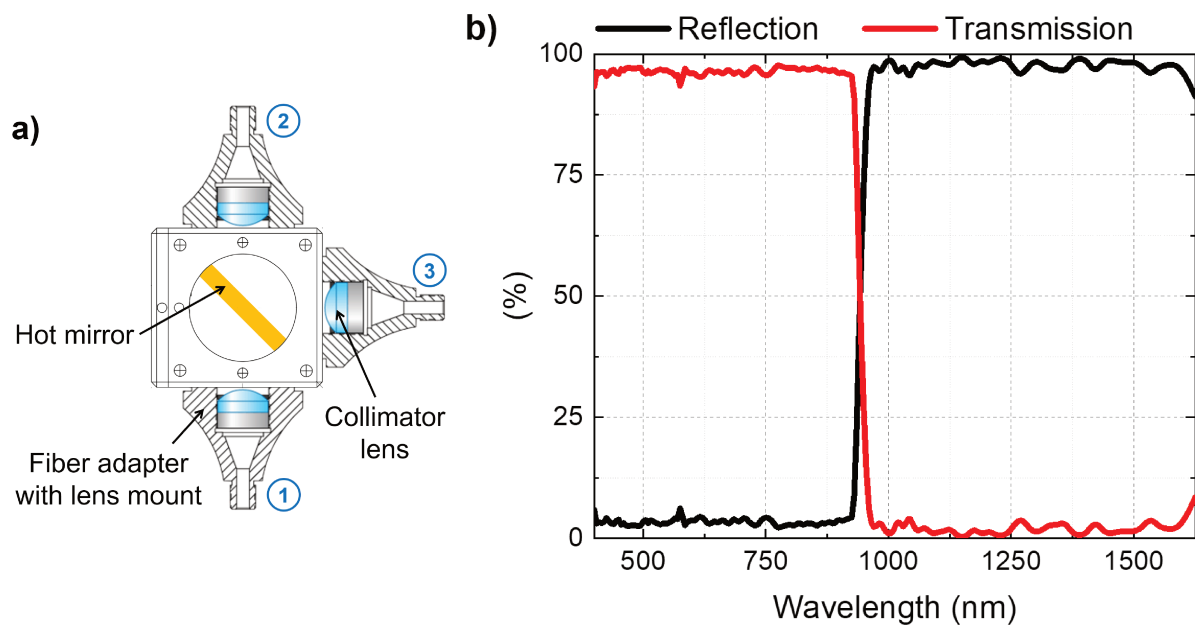 a)
2
3
1
Hot mirror
Collimator
lens
Fiber adapter
with lens mount
b)
Reflection
Transmission
100
75
50
25
0
(%)
500
750
1000
1250
1500
Wavelength (nm)